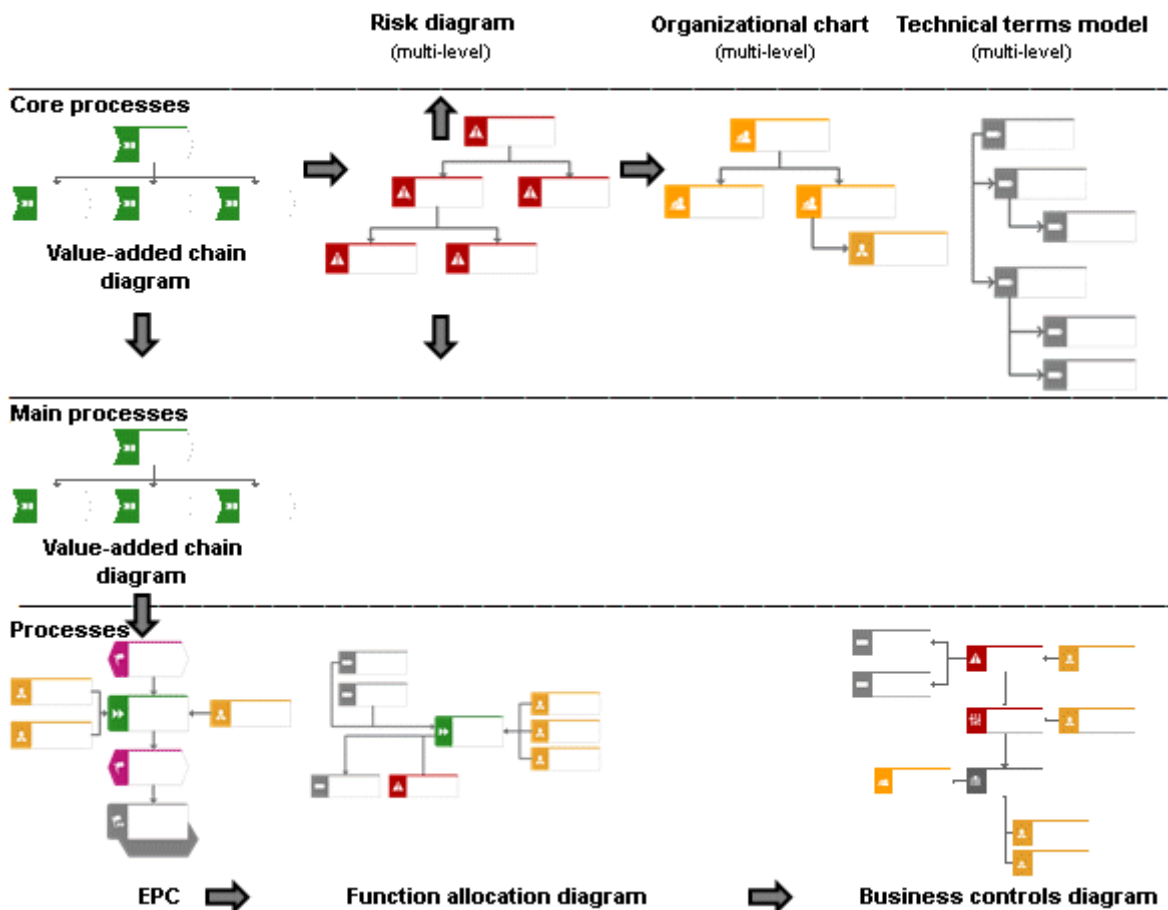 Risk diagram
(multi-level)
Organizational chart
(multi-level)
Technical terms model
(multi-level)
Core processes
Value-added chain
diagram
Main processes
Value-added chain
diagram
Processes
EPC
Function allocation diagram
Business controls diagram